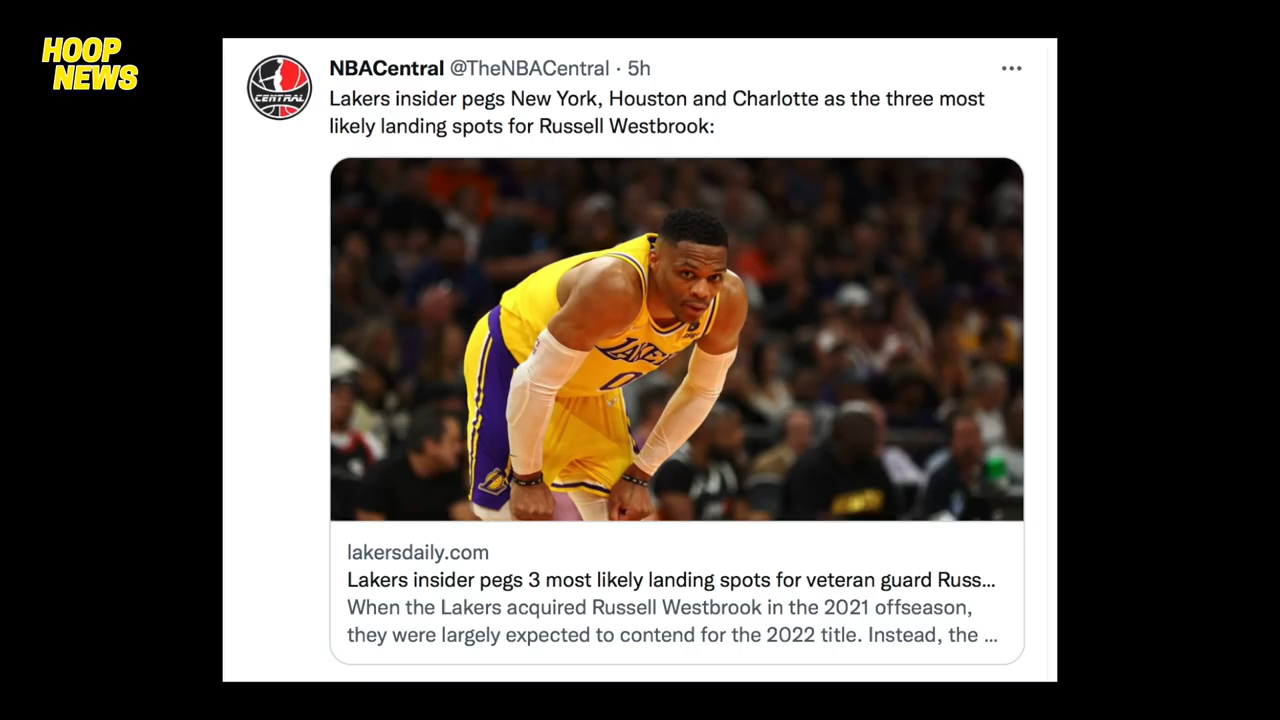 HOOP
NEWS
CENTRAL
NBACentral @TheNBACentral · 5h
Lakers insider pegs New York, Houston and Charlotte as the three most
likely landing spots for Russell Westbrook:
LAKERS
0
lakersdaily.com
Lakers insider pegs 3 most likely landing spots for veteran guard Russ...
When the Lakers acquired Russell Westbrook in the 2021 offseason,
they were largely expected to contend for the 2022 title. Instead, the ...